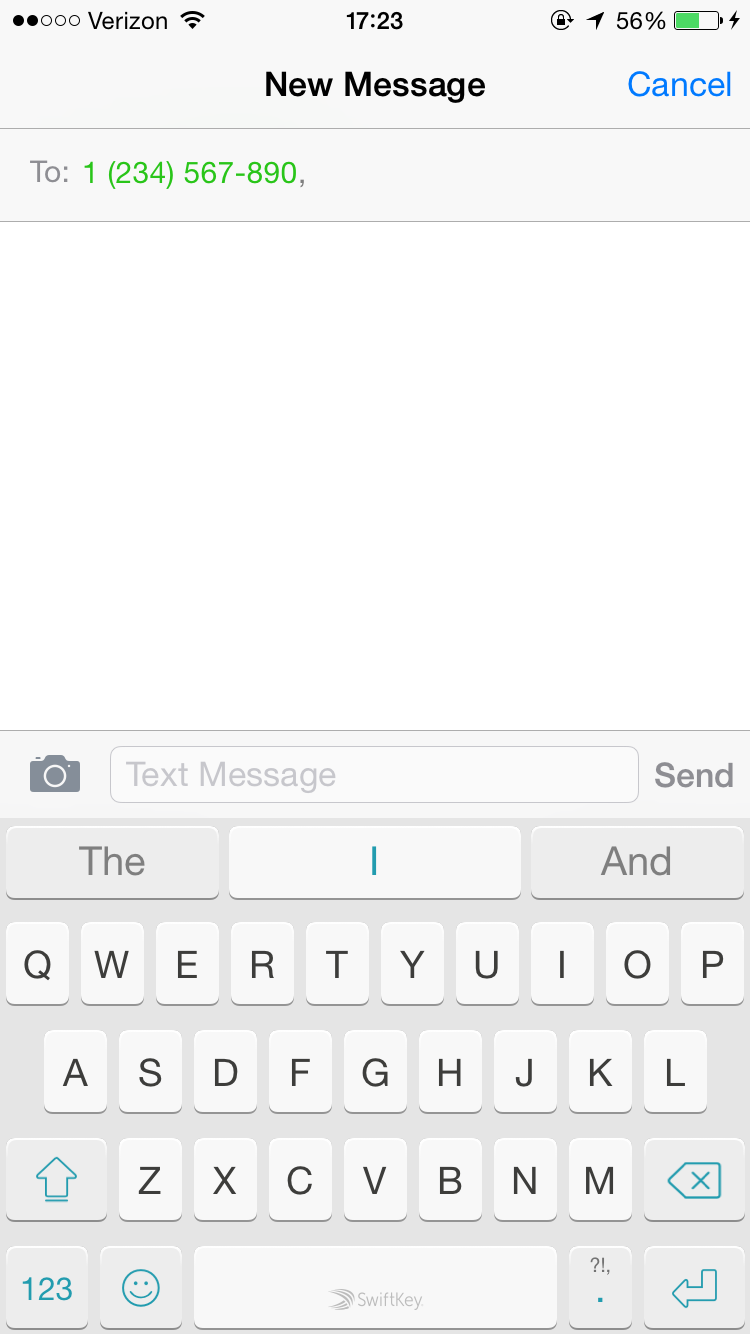 Verizon 17:23 56%
New Message Cancel
To: 1 (234) 567-890,
Text Message Send
The I And
Q W E R T Y U I O P
A S D F G H J K L
Z X C V B N M
?!,
123 SwiftKey .